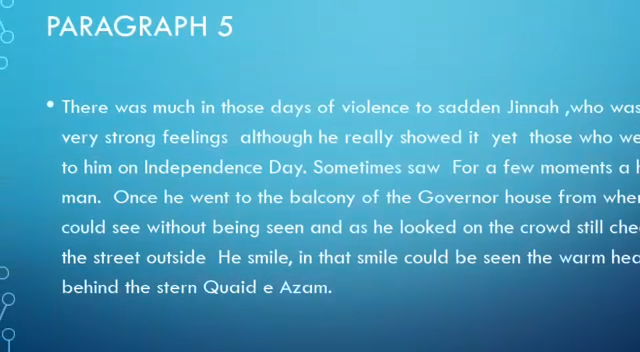 PARAGRAPH 5
• There was much in those days of violence to sadden Jinnah ,who was
very strong feelings although he really showed it yet those who
to him on Independence Day. Sometimes saw For a few moments a
man. Once he went to the balcony of the Governor house from
could see without being seen and as he looked on the crowd still
the street outside He smile, in that smile could be seen the warm
behind the stern Quaid e Azam.